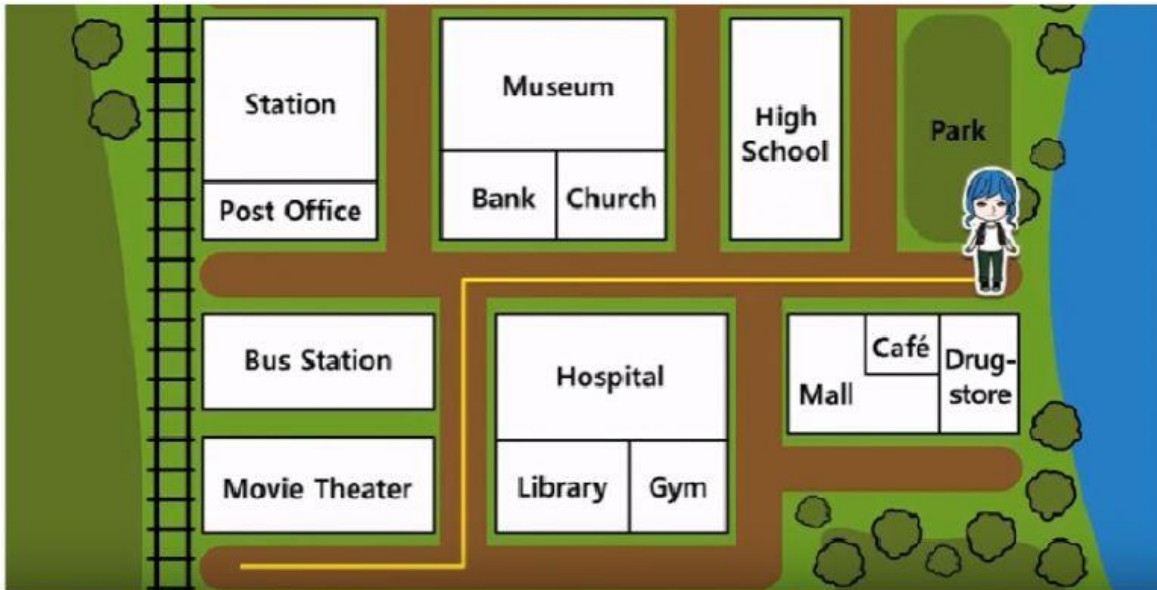 Station
Post Office
Museum
Bank
Church
High
School
Park
Bus Station
Movie Theater
Hospital
Library
Gym
Mall
Café
Drug-
store